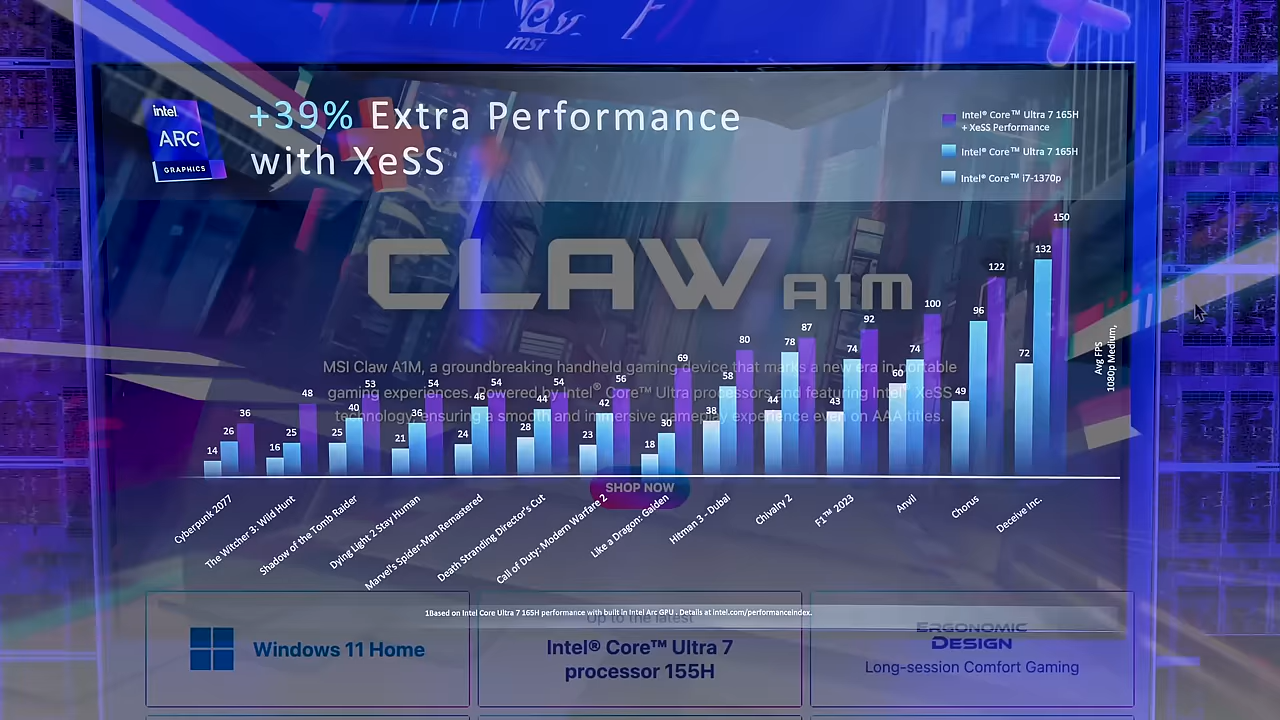 msi
intel
ARC
GRAPHICS
+39% Extra Performance
with XeSS
Intel® Core™ Ultra 7 165H
+ XeSS Performance
Intel® Core™ Ultra 7 165H
Intel® Core™ i7-1370p
CLAW A1M
MSI Claw A1M, a groundbreaking handheld gaming device that marks a new era in portable
gaming experiences. Powered by Intel® Core™ Ultra processors and featuring Intel® XeSS
technology, ensuring a smooth and immersive gameplay experience even on AAA titles.
SHOP NOW
14 26 36
16 25 48
25 40 53
21 36 54
24 46 54
28 44 54
23 42 56
18 30 69
38 58 80
44 78 87
43 74 92
60 74 100
49 96 122
72 132 150
Avg FPS
1080p Medium,
Cyberpunk 2077
The Witcher 3: Wild Hunt
Shadow of the Tomb Raider
Dying Light 2 Stay Human
Marvel's Spider-Man Remastered
Death Stranding Director's Cut
Call of Duty: Modern Warfare 2
Like a Dragon: Gaiden
Hitman 3 - Dubai
Chivalry 2
F1™ 2023
Anvil
Chorus
Deceive Inc.
1Based on Intel Core Ultra 7 165H performance with built in Intel Arc GPU . Details at intel.com/performanceindex.
Windows 11 Home
Up to the latest
Intel® Core™ Ultra 7
processor 155H
ERGONOMIC
DESIGN
Long-session Comfort Gaming